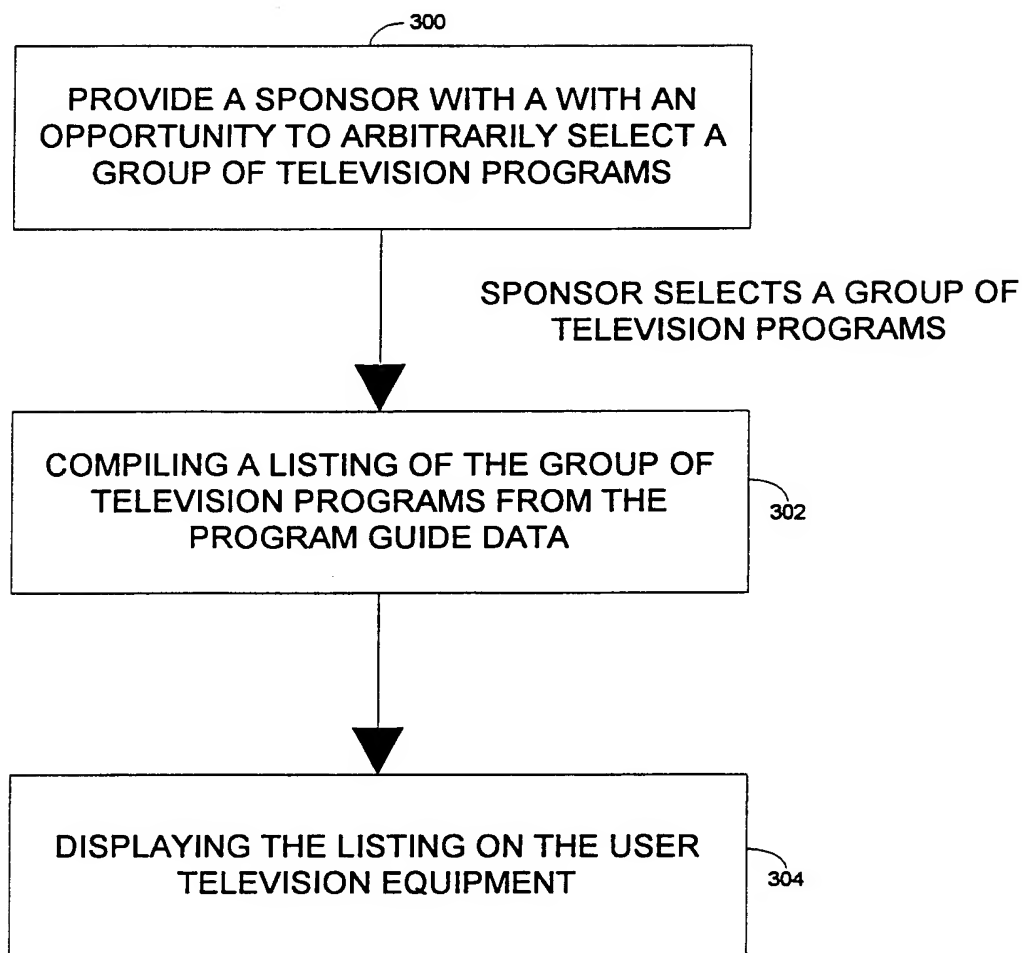 300
PROVIDE A SPONSOR WITH A WITH AN
OPPORTUNITY TO ARBITRARILY SELECT A
GROUP OF TELEVISION PROGRAMS
SPONSOR SELECTS A GROUP OF
TELEVISION PROGRAMS
COMPILING A LISTING OF THE GROUP OF
TELEVISION PROGRAMS FROM THE
PROGRAM GUIDE DATA
302
DISPLAYING THE LISTING ON THE USER
TELEVISION EQUIPMENT
304